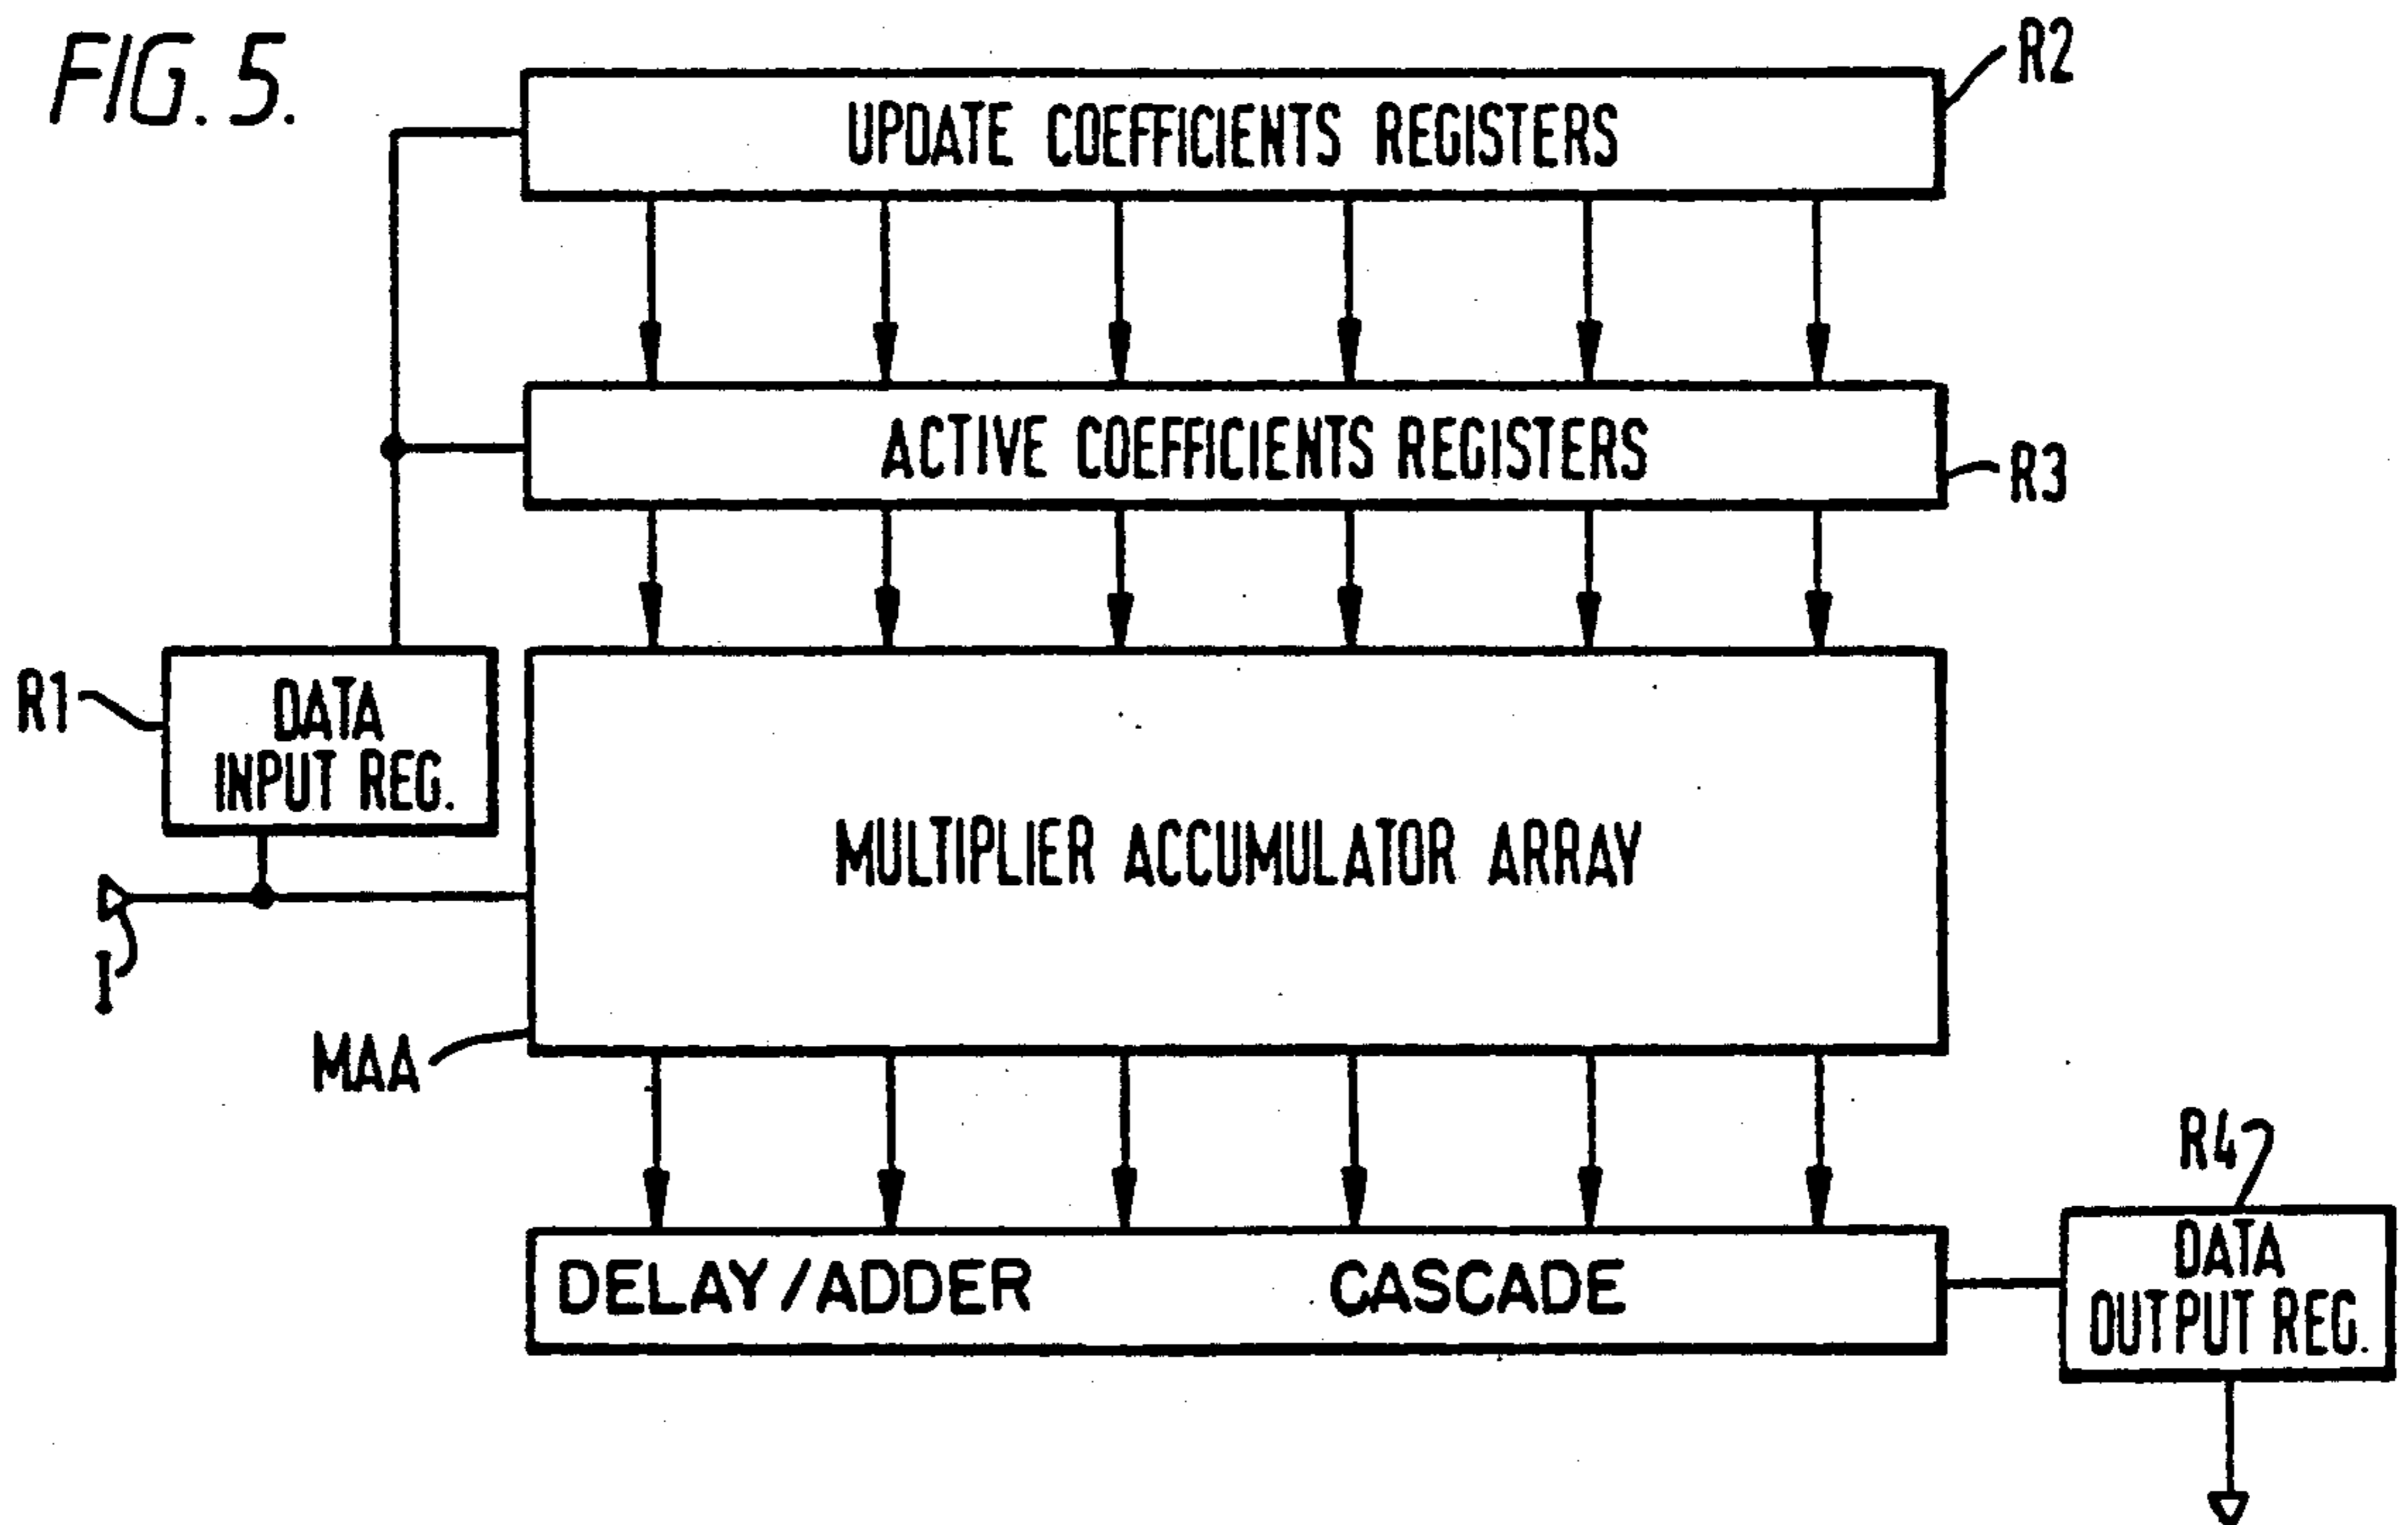 FIG. 5.
R2
UPDATE COEFFICIENTS REGISTERS
ACTIVE COEFFICIENTS REGISTERS
R3
R1
DATA
INPUT REG.
MULTIPLIER ACCUMULATOR ARRAY
I
MAA
R4
DELAY/ADDER CASCADE
DATA
OUTPUT REG.